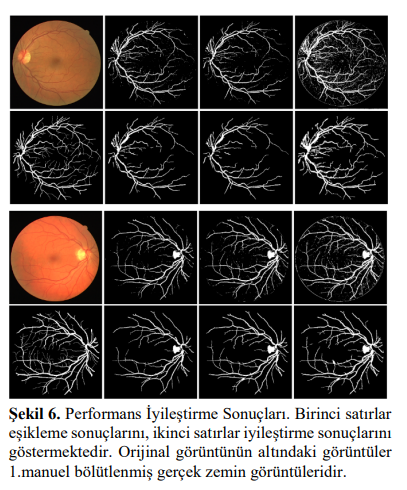 Şekil 6. Performans İyileştirme Sonuçları. Birinci satırlar
eşikleme sonuçlarını, ikinci satırlar iyileştirme sonuçlarını
göstermektedir. Orijinal görüntünün altındaki görüntüler
1.manuel bölütlenmiş gerçek zemin görüntüleridir.